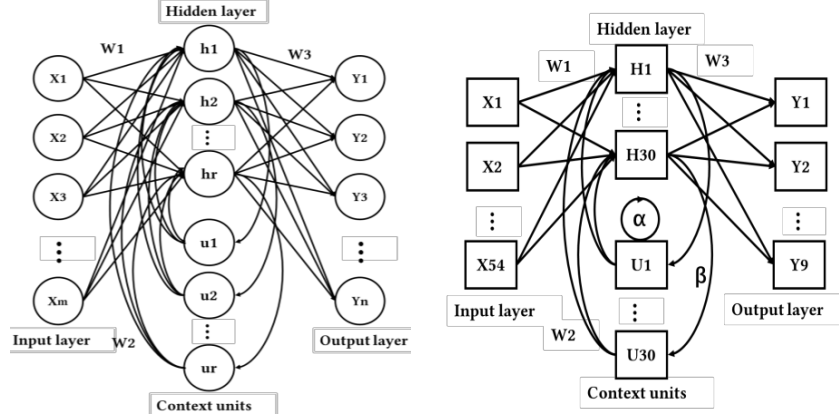 Hidden layer
W1
h1
W3
X1
Y1
h2
X2
Y2
hr
X3
Y3
u1
u2
Xm
Yn
Input layer
W2
Output layer
ur
Context units
Hidden layer
W1
H1
W3
X1
Y1
X2
H30
Y2
α
X54
U1
β
Y9
Input layer
Output layer
W2
U30
Context units